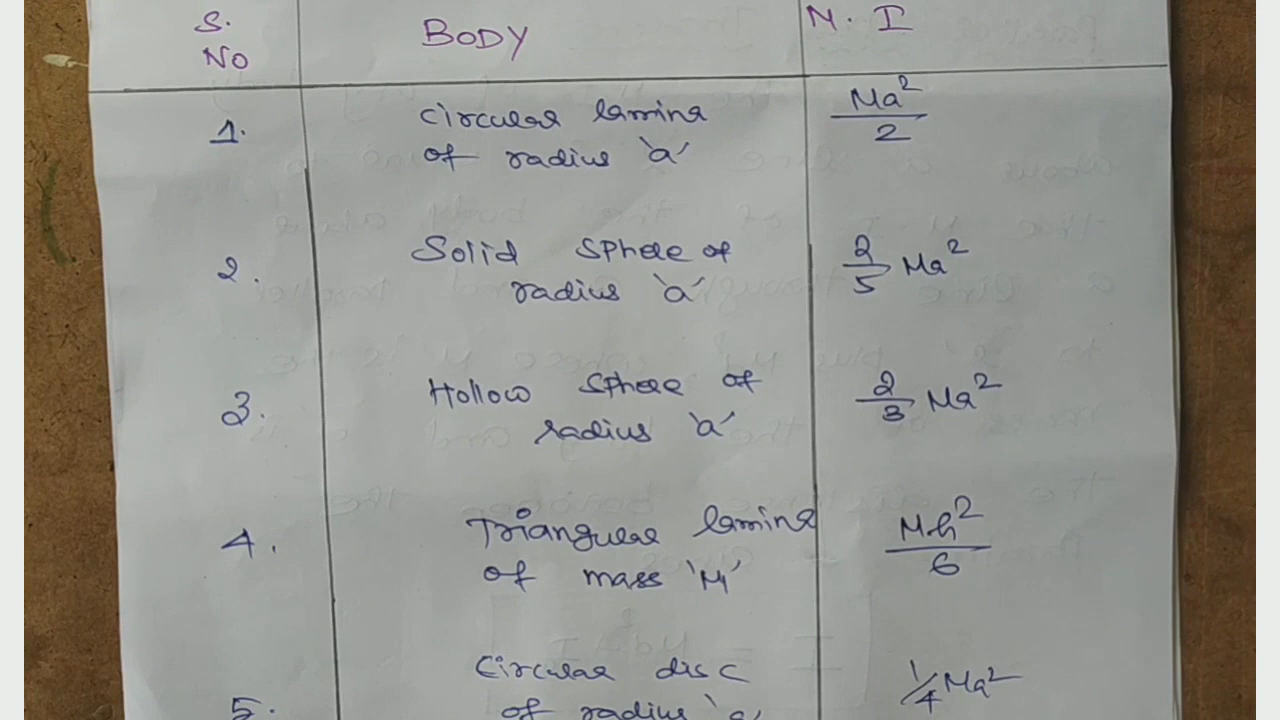 S. No BODY M. I
1. Circular lamina Ma²/2
of radius 'a'
2. Solid Sphere of 2/5 Ma²
radius 'a'
3. Hollow Sphere of 2/3 Ma²
radius 'a'
4. Triangular lamina Mh²/6
of mass 'M'
5. Circular disc 1/4 Ma²
of radius 'a'